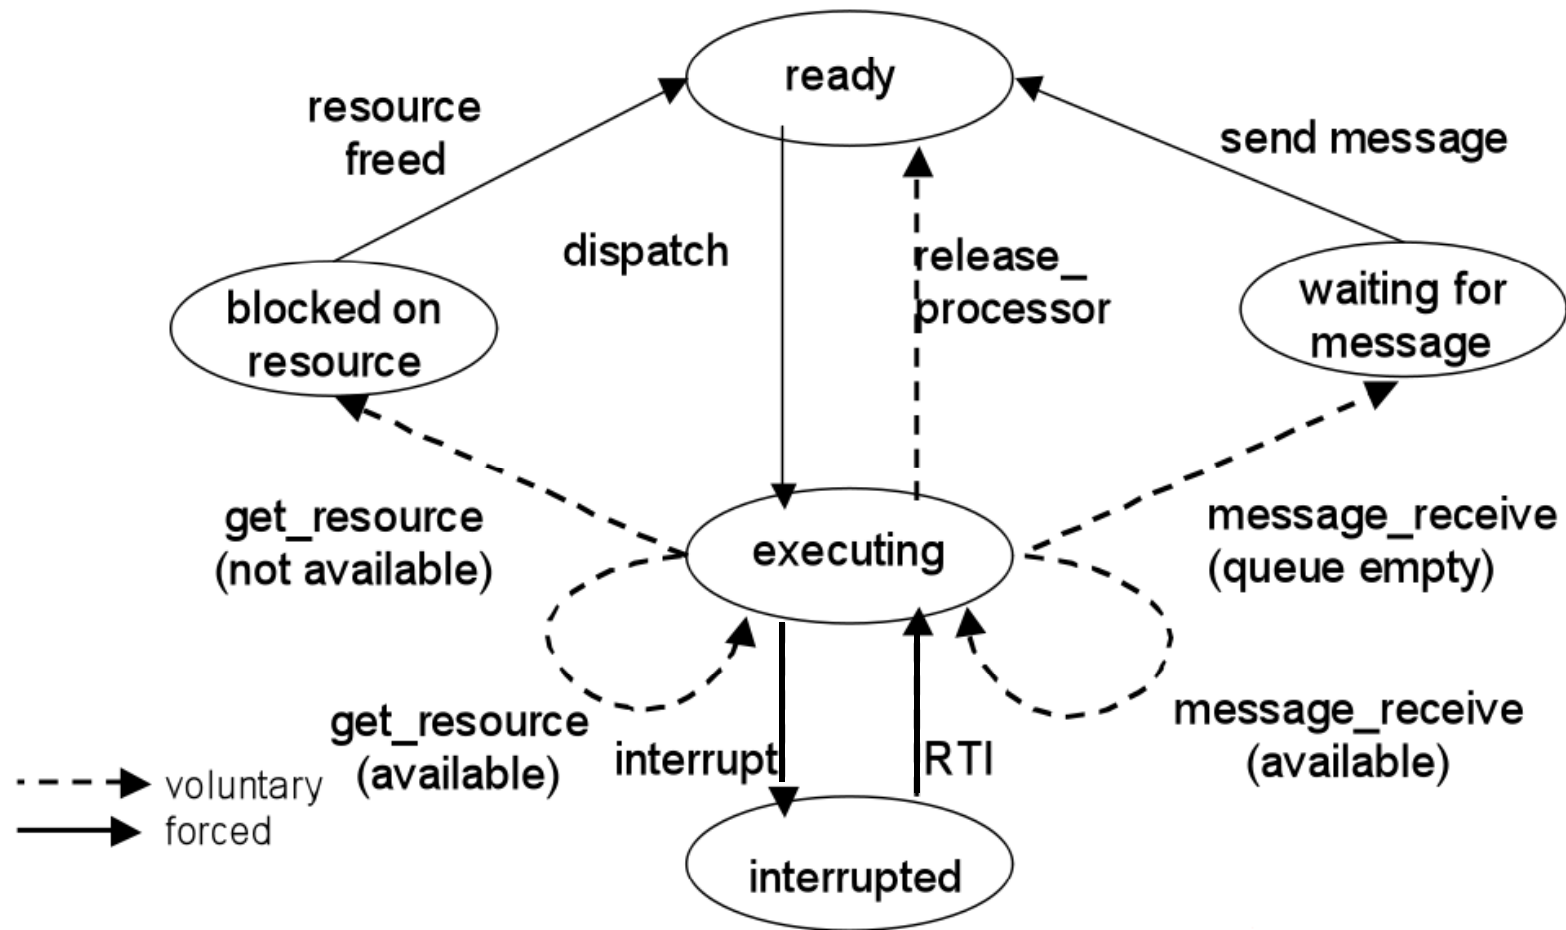 ready
resource
freed
send message
dispatch
release_
processor
blocked on
resource
waiting for
message
get_resource
(not available)
executing
message_receive
(queue empty)
get_resource
(available)
interrupt
RTI
message_receive
(available)
voluntary
forced
interrupted